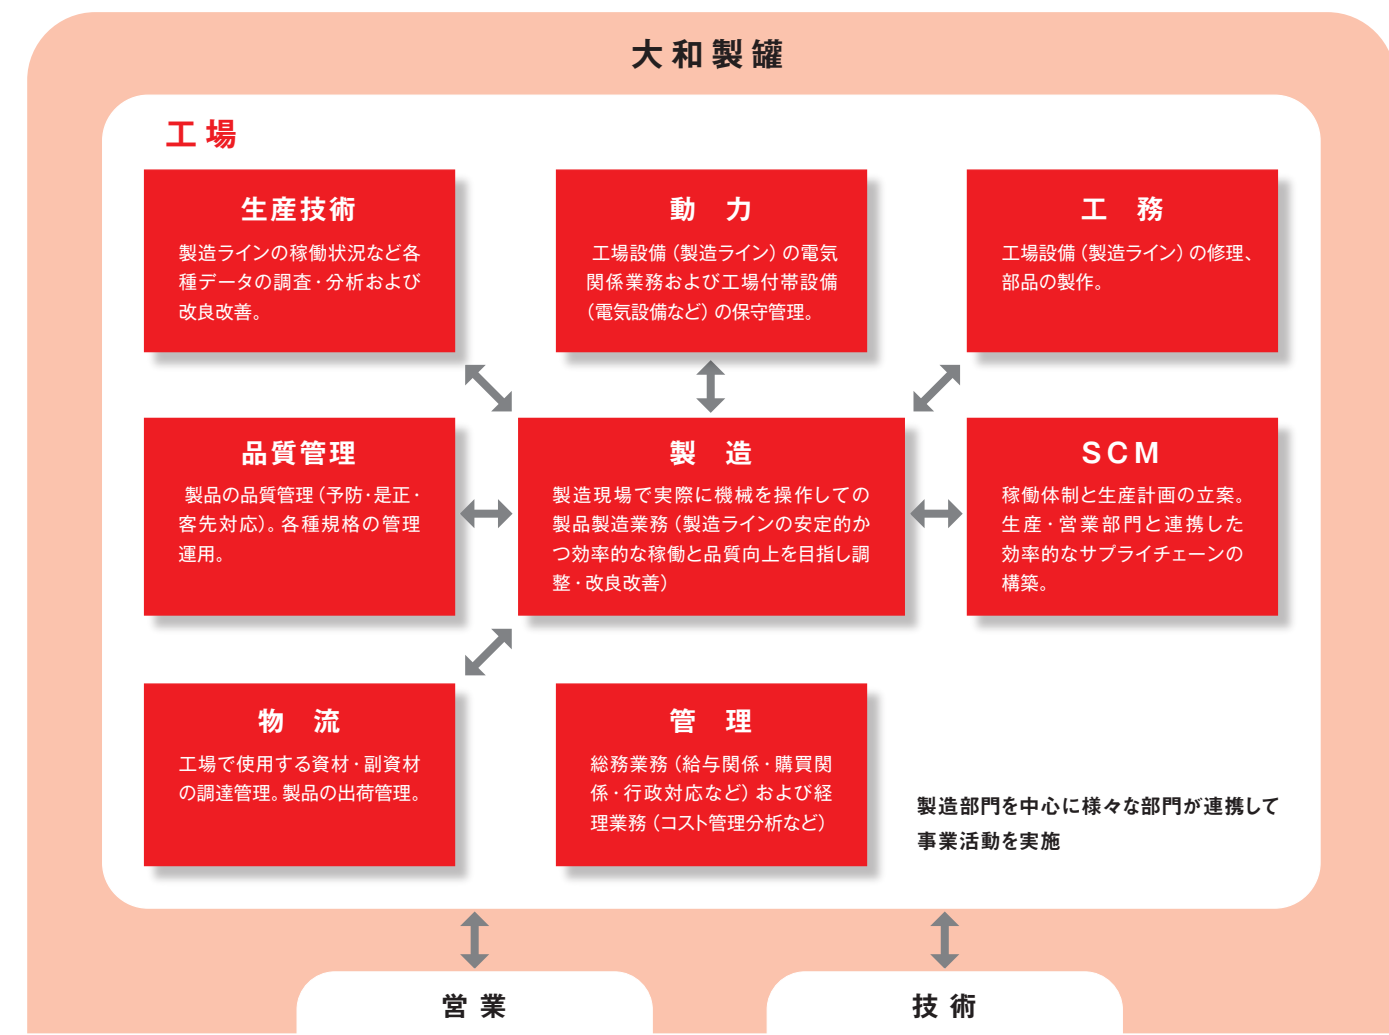 大和製罐
工場
生産技術
製造ラインの稼働状況など各
種データの調査・分析および
改良改善。
動　力
工場設備（製造ライン）の電気
関係業務および工場付帯設備
（電気設備など）の保守管理。
工　務
工場設備（製造ライン）の修理、
部品の製作。
品質管理
製品の品質管理（予防・是正・
客先対応）。各種規格の管理
運用。
製　造
製造現場で実際に機械を操作しての
製品製造業務（製造ラインの安定的か
つ効率的な稼働と品質向上を目指し調
整・改良改善）
SCM
稼働体制と生産計画の立案。
生産・営業部門と連携した
効率的なサプライチェーンの
構築。
物　流
工場で使用する資材・副資材
の調達管理。製品の出荷管理。
管　理
総務業務（給与関係・購買関
係・行政対応など）および経
理業務（コスト管理分析など）
製造部門を中心に様々な部門が連携して
事業活動を実施
営業
技術